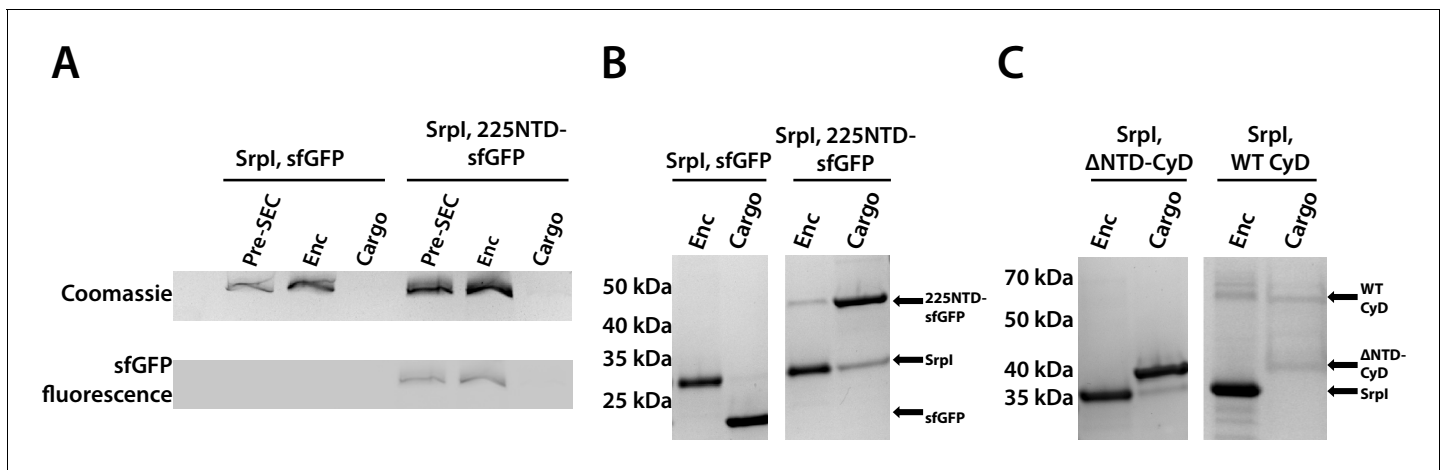 A
B
C
SrpI, sfGFP
SrpI, 225NTD-
sfGFP
Pre-SEC
Enc
Cargo
Pre-SEC
Enc
Cargo
Coomassie
sfGFP
fluorescence
SrpI, sfGFP
SrpI, 225NTD-
sfGFP
Enc
Cargo
Enc
Cargo
50 kDa
40 kDa
35 kDa
25 kDa
225NTD-
sfGFP
SrpI
sfGFP
SrpI,
ΔNTD-CyD
SrpI,
WT CyD
Enc
Cargo
Enc
Cargo
70 kDa
50 kDa
40 kDa
35 kDa
WT
CyD
ΔNTD-
CyD
SrpI